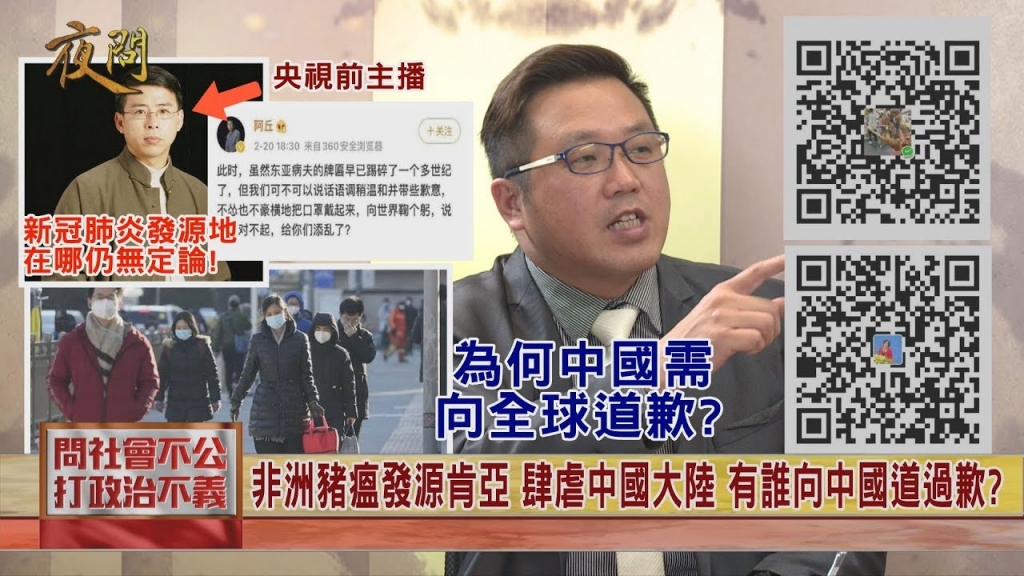 夜問
央視前主播
阿丘
+关注
2-20 18:30 来自360安全浏览器
此时，虽然东亚病夫的牌匾早已踢碎了一个多世纪
了，但我们可不可以说话语调稍温和并带些歉意，
不怂也不豪横地把口罩戴起来，向世界鞠个躬，说
对不起，给你们添乱了？
新冠肺炎發源地
在哪仍無定論!
為何中國需
向全球道歉?
問社會不公
打政治不義
非洲豬瘟發源肯亞 肆虐中國大陸 有誰向中國道過歉?